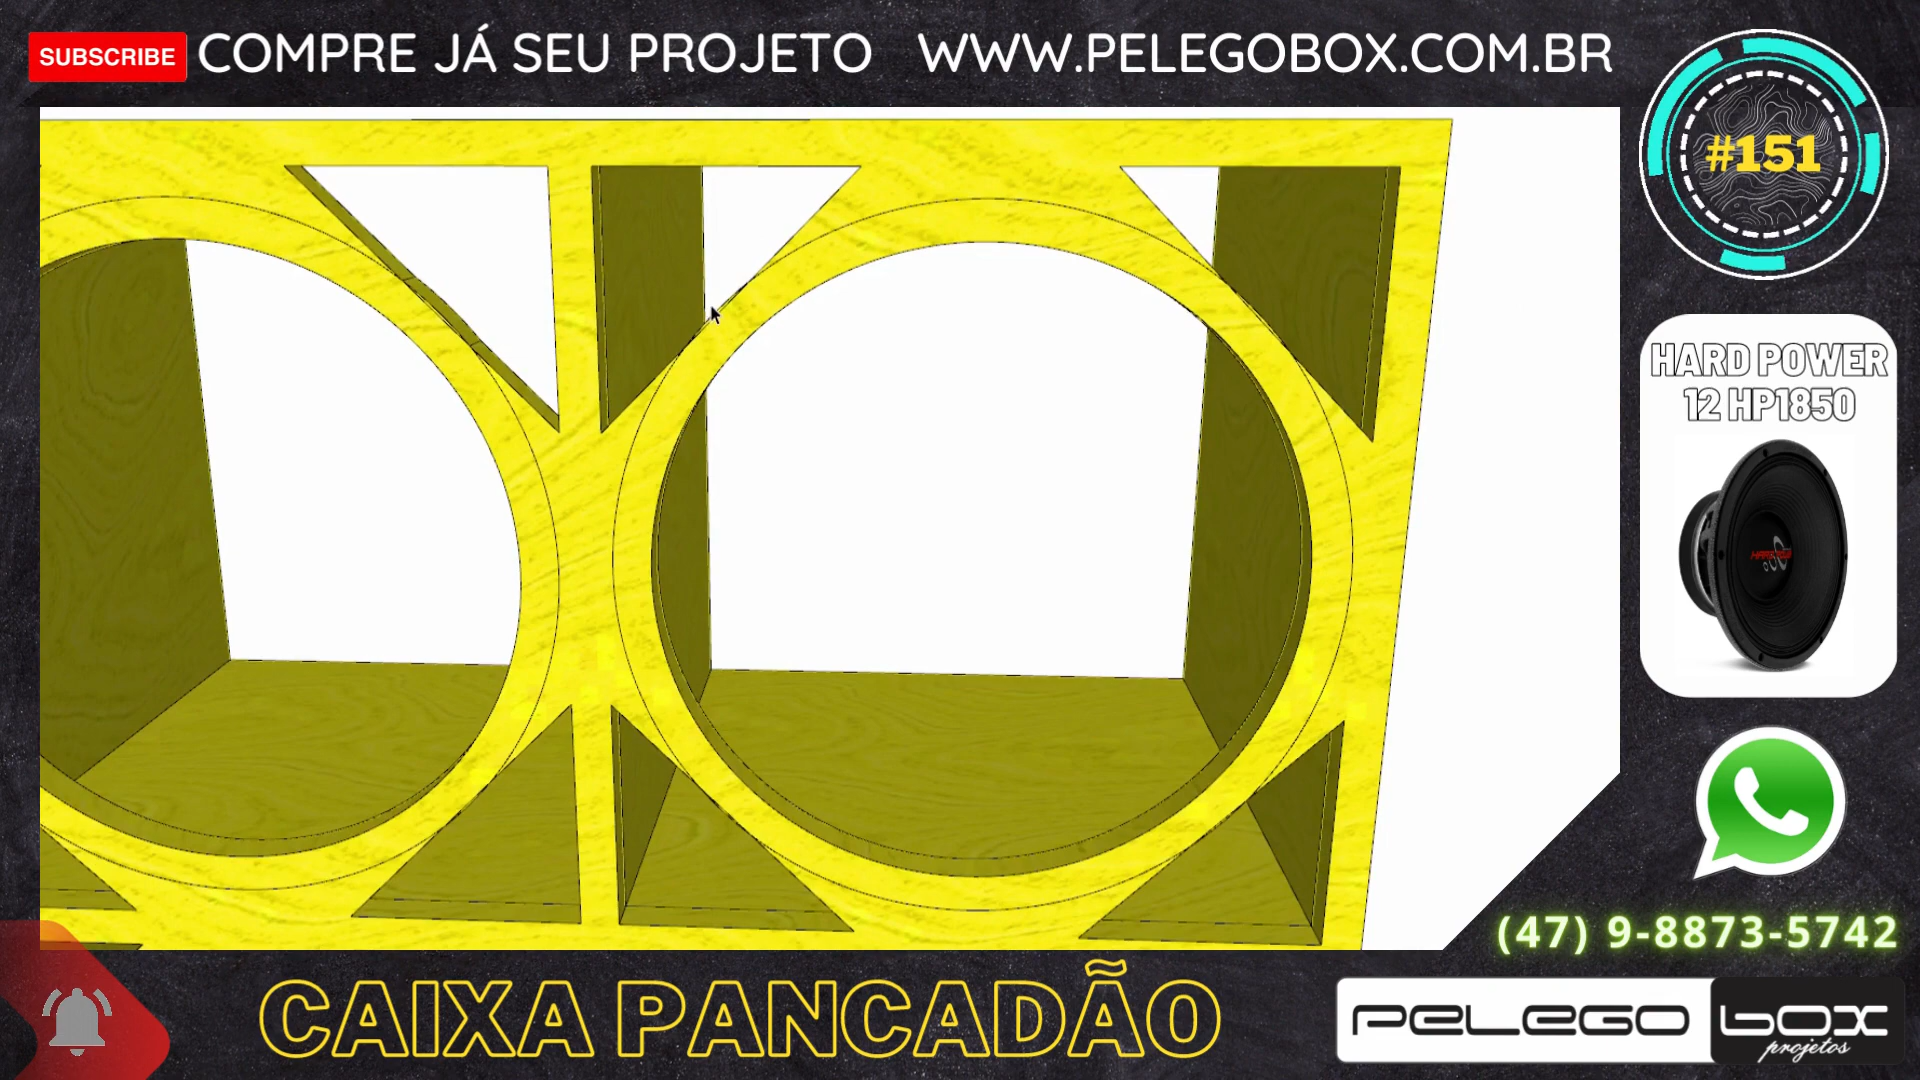 SUBSCRIBE COMPRE JÁ SEU PROJETO WWW.PELEGOBOX.COM.BR
#151
HARD POWER
12 HP1850
(47) 9-8873-5742
CAIXA PANCADÃO
PELEGO box
projetos